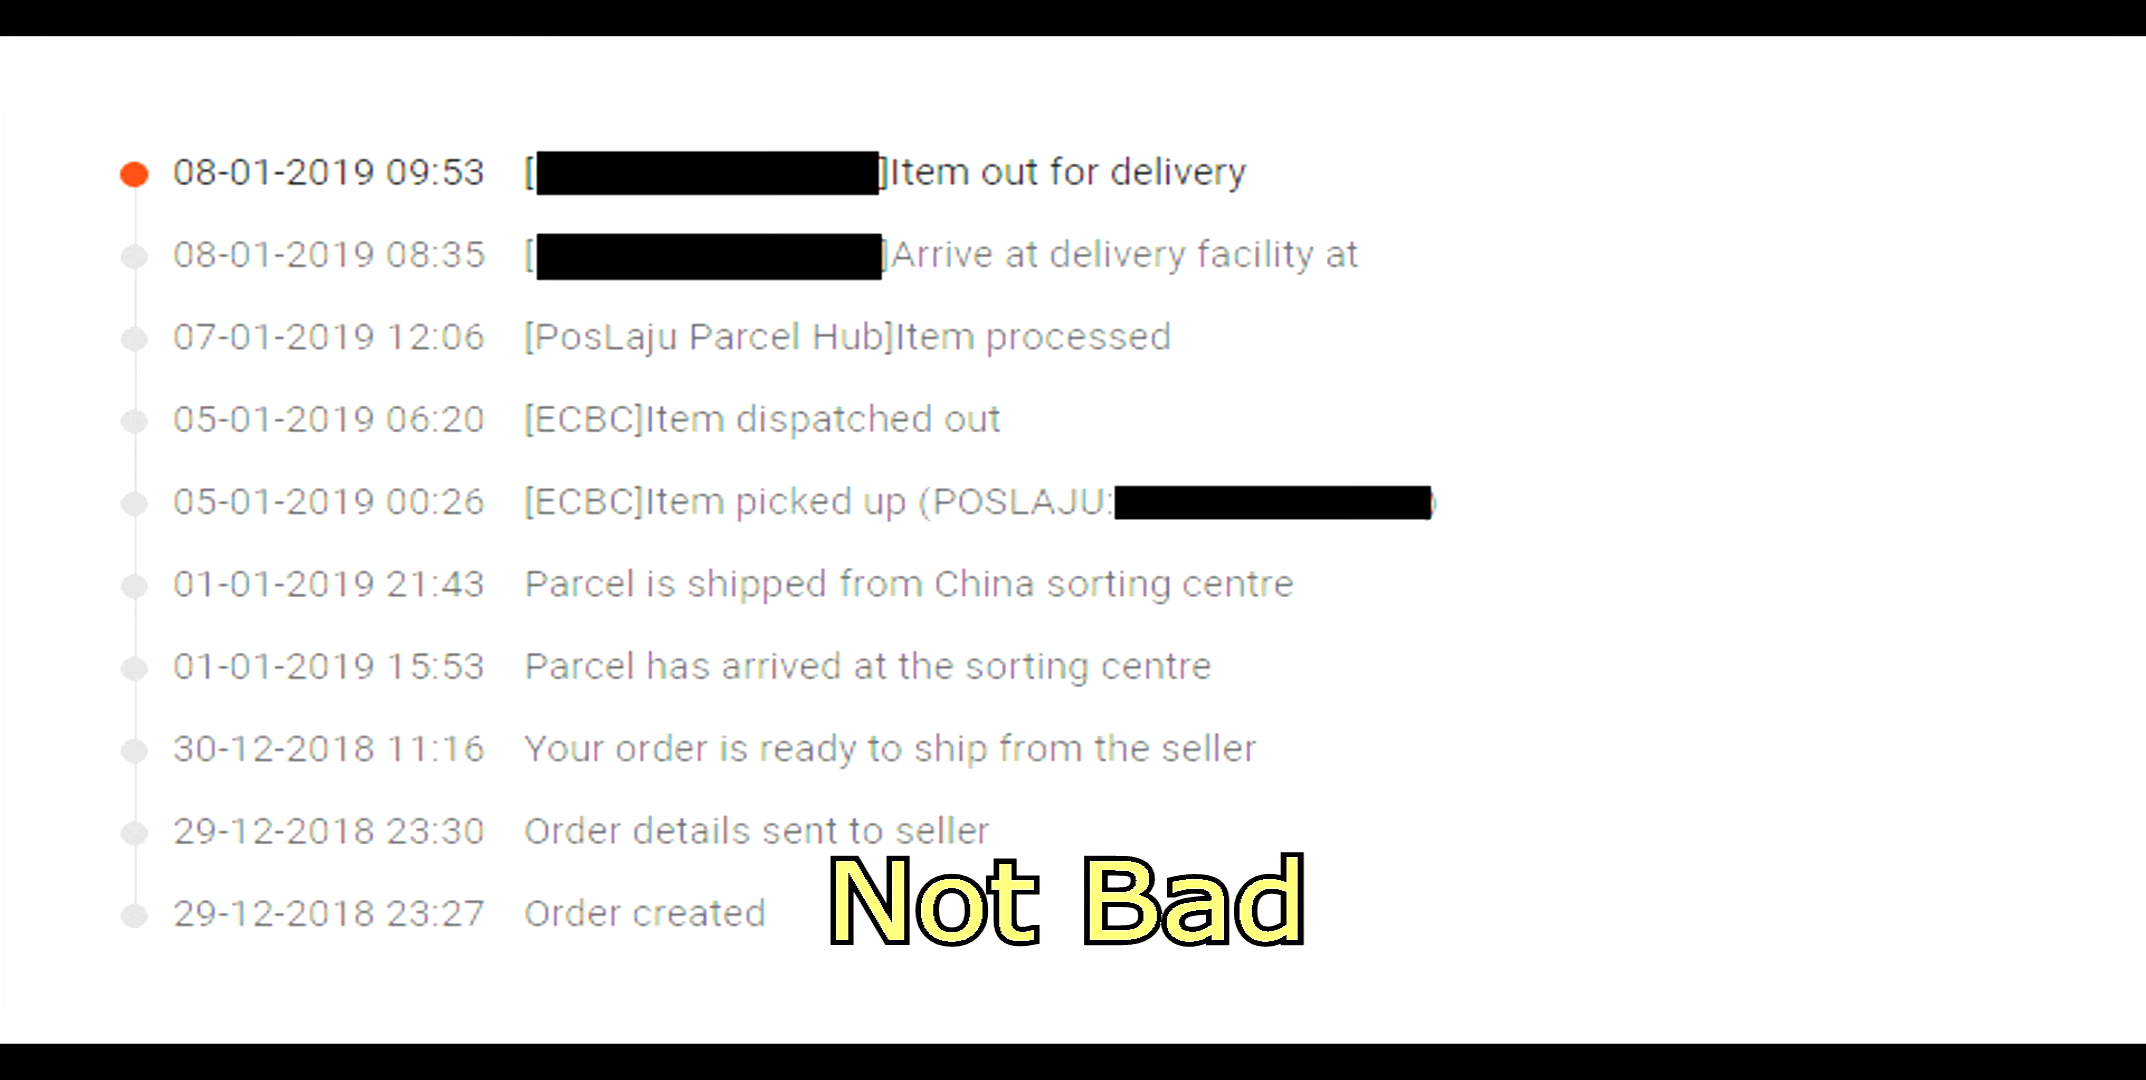 08-01-2019 09:53 [ ]Item out for delivery
08-01-2019 08:35 [ ]Arrive at delivery facility at
07-01-2019 12:06 [PosLaju Parcel Hub]Item processed
05-01-2019 06:20 [ECBC]Item dispatched out
05-01-2019 00:26 [ECBC]Item picked up (POSLAJU: )
01-01-2019 21:43 Parcel is shipped from China sorting centre
01-01-2019 15:53 Parcel has arrived at the sorting centre
30-12-2018 11:16 Your order is ready to ship from the seller
29-12-2018 23:30 Order details sent to seller
29-12-2018 23:27 Order created
Not Bad